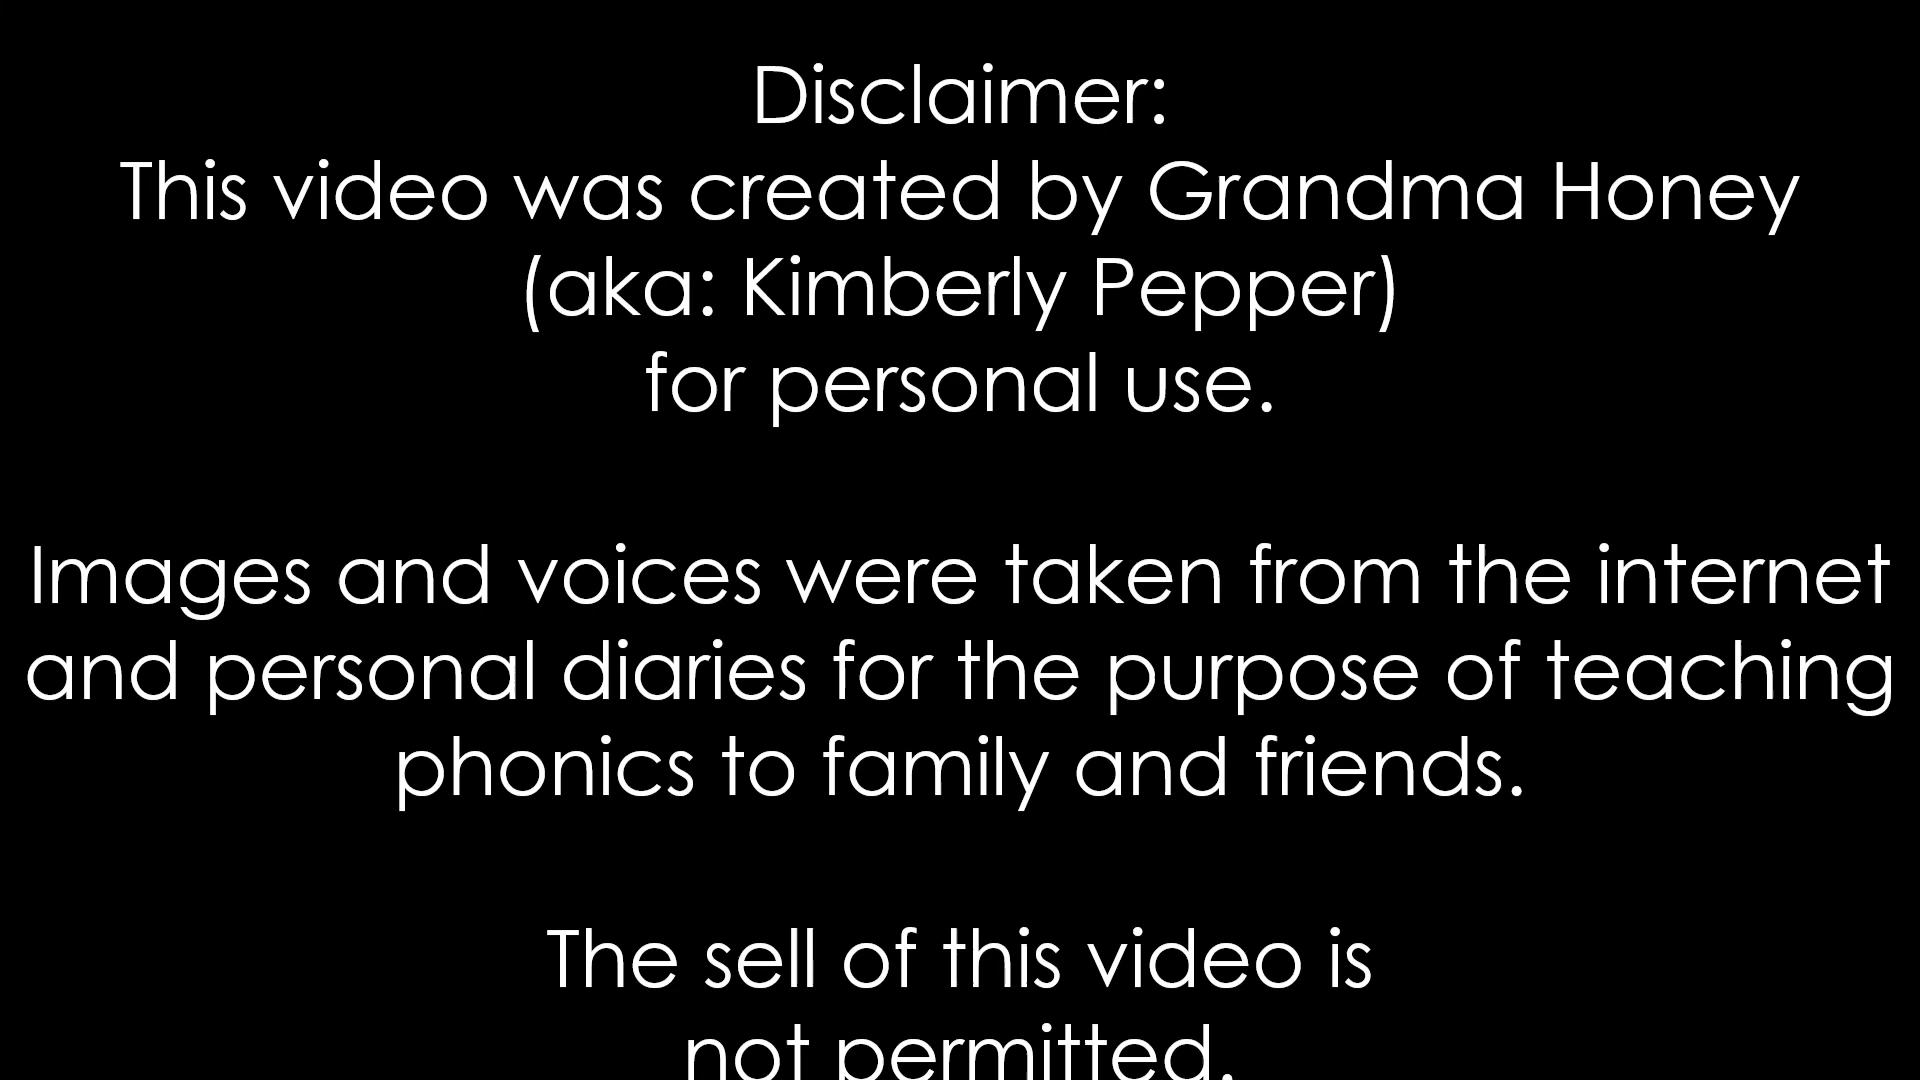 Disclaimer:
This video was created by Grandma Honey
(aka: Kimberly Pepper)
for personal use.
Images and voices were taken from the internet
and personal diaries for the purpose of teaching
phonics to family and friends.
The sell of this video is
not permitted.